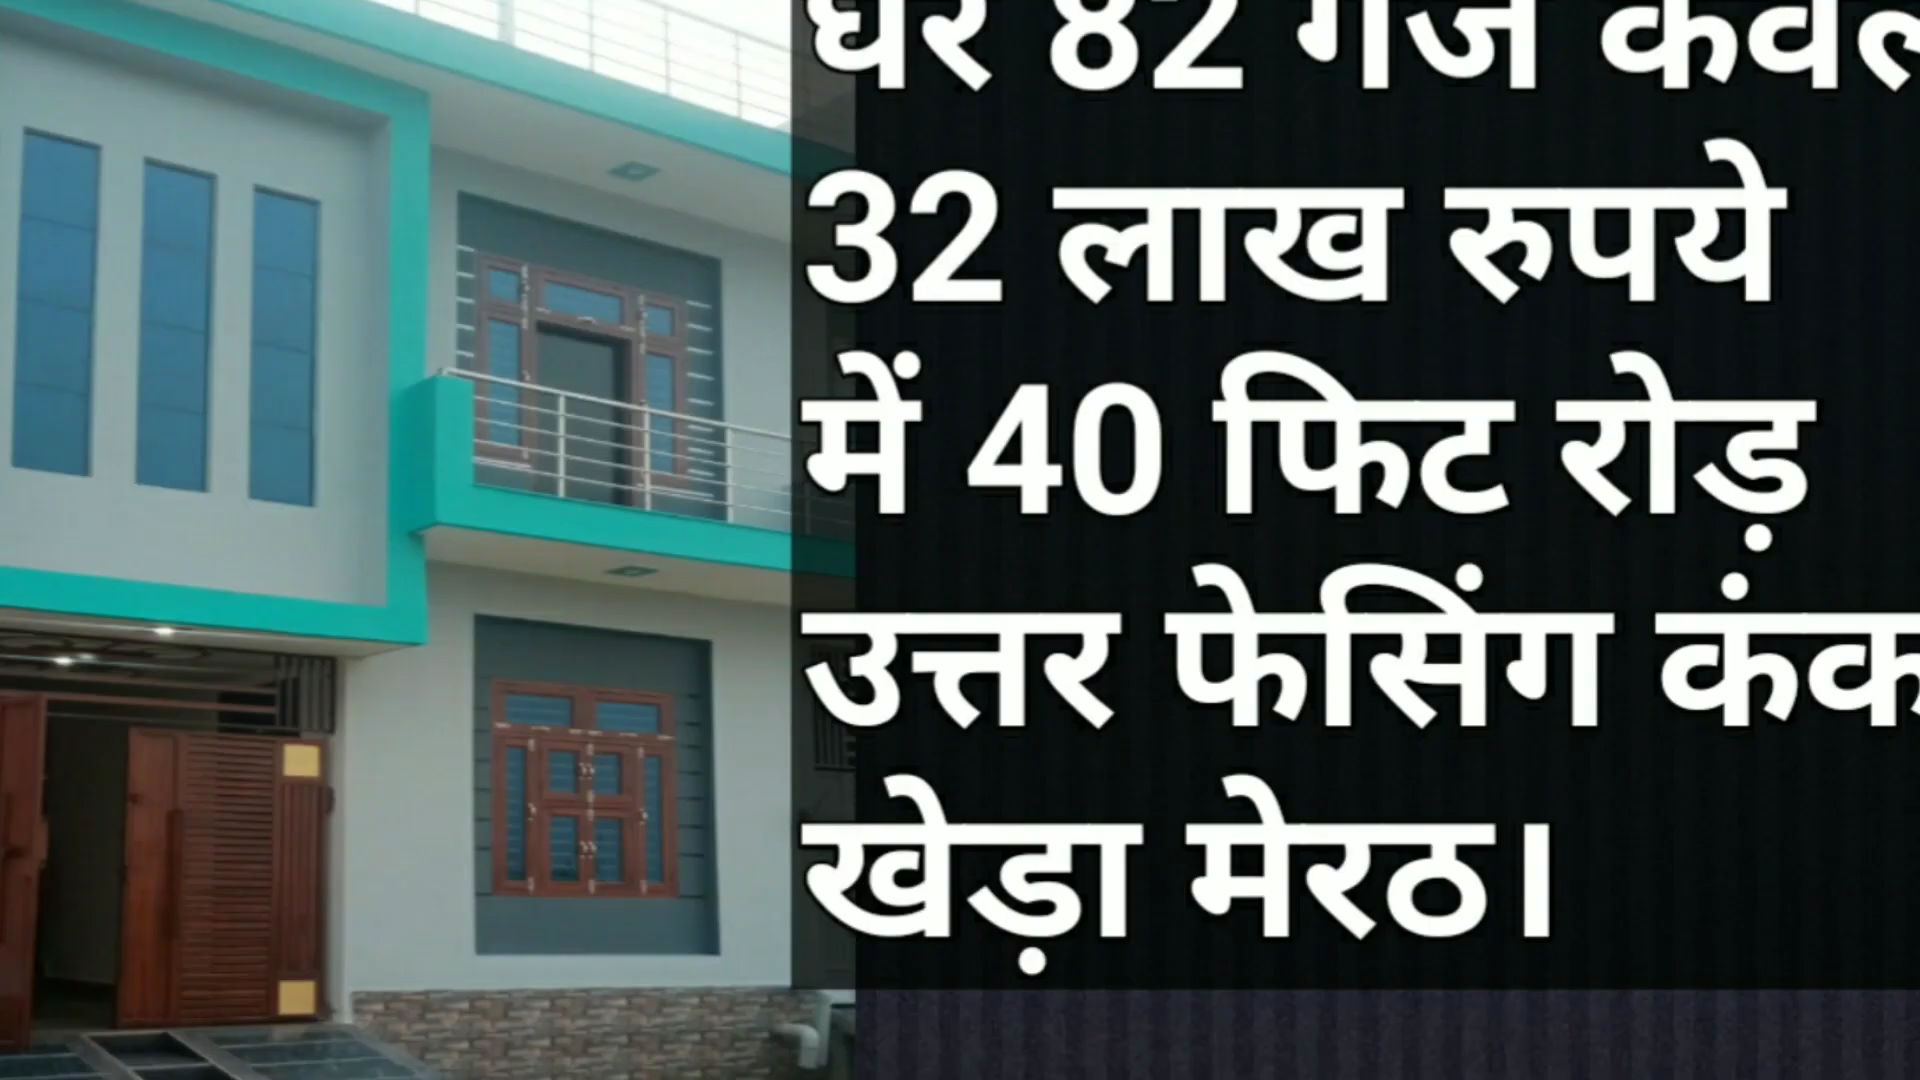 घर 82 गज केवल
32 लाख रुपये
में 40 फिट रोड़
उत्तर फेसिंग कंक
खेड़ा मेरठ।